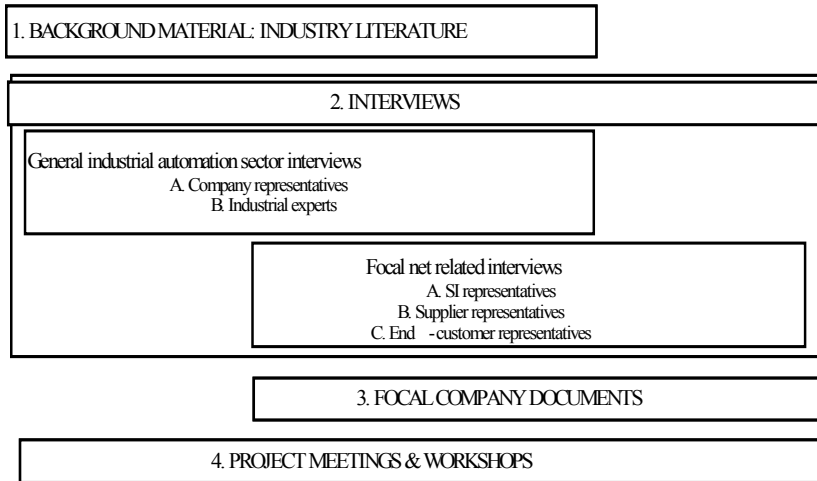 1. BACKGROUND MATERIAL: INDUSTRY LITERATURE
2. INTERVIEWS
General industrial automation sector interviews
A. Company representatives
B. Industrial experts
Focal net related interviews
A. SI representatives
B. Supplier representatives
C. End -customer representatives
3. FOCAL COMPANY DOCUMENTS
4. PROJECT MEETINGS & WORKSHOPS